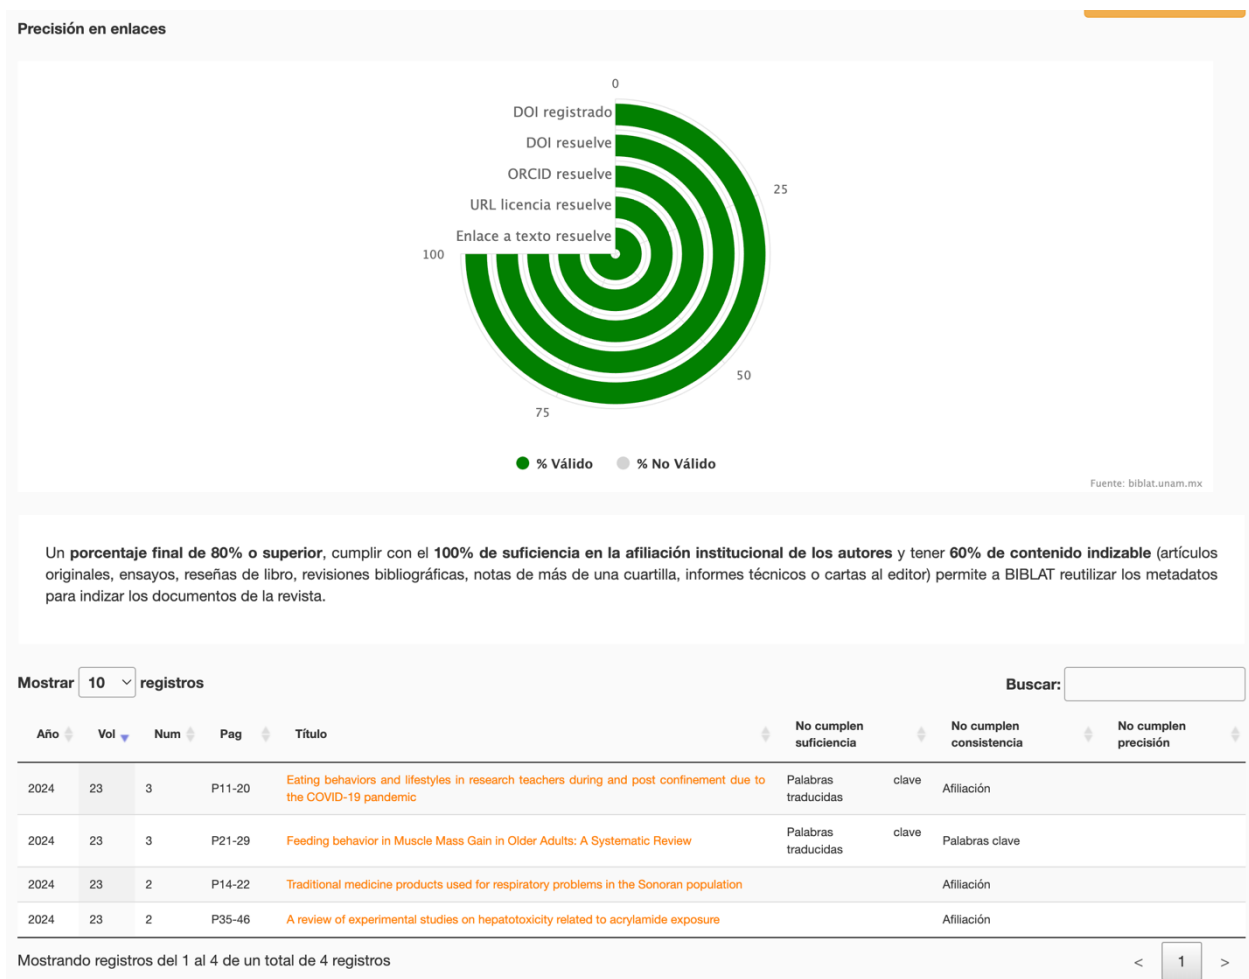 Precisión en enlaces
0
DOI registrado
DOI resuelve
ORCID resuelve
25
URL licencia resuelve
Enlace a texto resuelve
100
50
75
% Válido % No Válido
Fuente: biblat.unam.mx
Un porcentaje final de 80% o superior, cumplir con el 100% de suficiencia en la afiliación institucional de los autores y tener 60% de contenido indizable (artículos
originales, ensayos, reseñas de libro, revisiones bibliográficas, notas de más de una cuartilla, informes técnicos o cartas al editor) permite a BIBLAT reutilizar los metadatos
para indizar los documentos de la revista.
Mostrar 10 registros Buscar:
Año Vol Num Pag Título No cumplen suficiencia No cumplen consistencia No cumplen precisión
2024 23 3 P11-20 Eating behaviors and lifestyles in research teachers during and post confinement due to the COVID-19 pandemic Palabras clave traducidas Afiliación
2024 23 3 P21-29 Feeding behavior in Muscle Mass Gain in Older Adults: A Systematic Review Palabras clave traducidas Palabras clave
2024 23 2 P14-22 Traditional medicine products used for respiratory problems in the Sonoran population Afiliación
2024 23 2 P35-46 A review of experimental studies on hepatotoxicity related to acrylamide exposure Afiliación
Mostrando registros del 1 al 4 de un total de 4 registros < 1 >